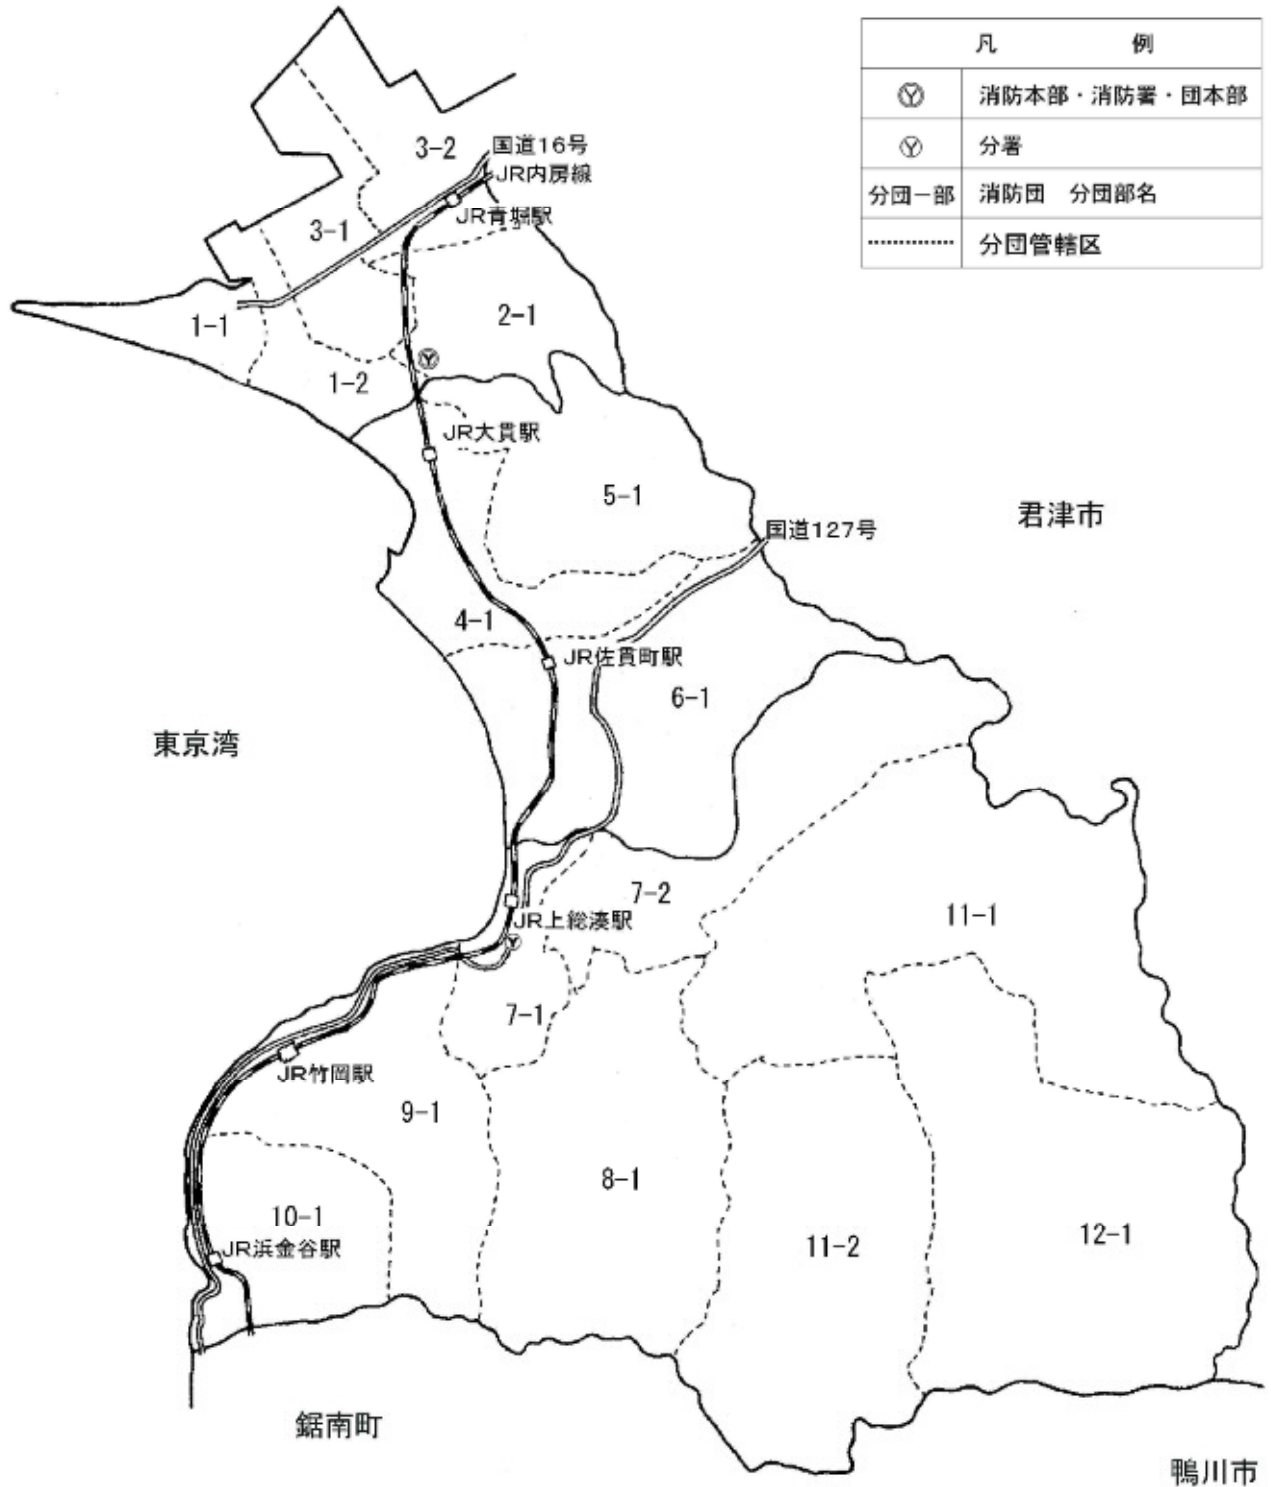 凡 例
消防本部・消防署・団本部
分署
分団－部 消防団 分団部名
分団管轄区
3-2
国道16号
JR内房線
JR青堀駅
3-1
2-1
1-1
1-2
JR大貫駅
5-1
君津市
国道127号
4-1
JR佐貫町駅
6-1
東京湾
7-2
11-1
JR上総湊駅
7-1
JR竹岡駅
9-1
8-1
10-1
11-2
12-1
JR浜金谷駅
鋸南町
鴨川市